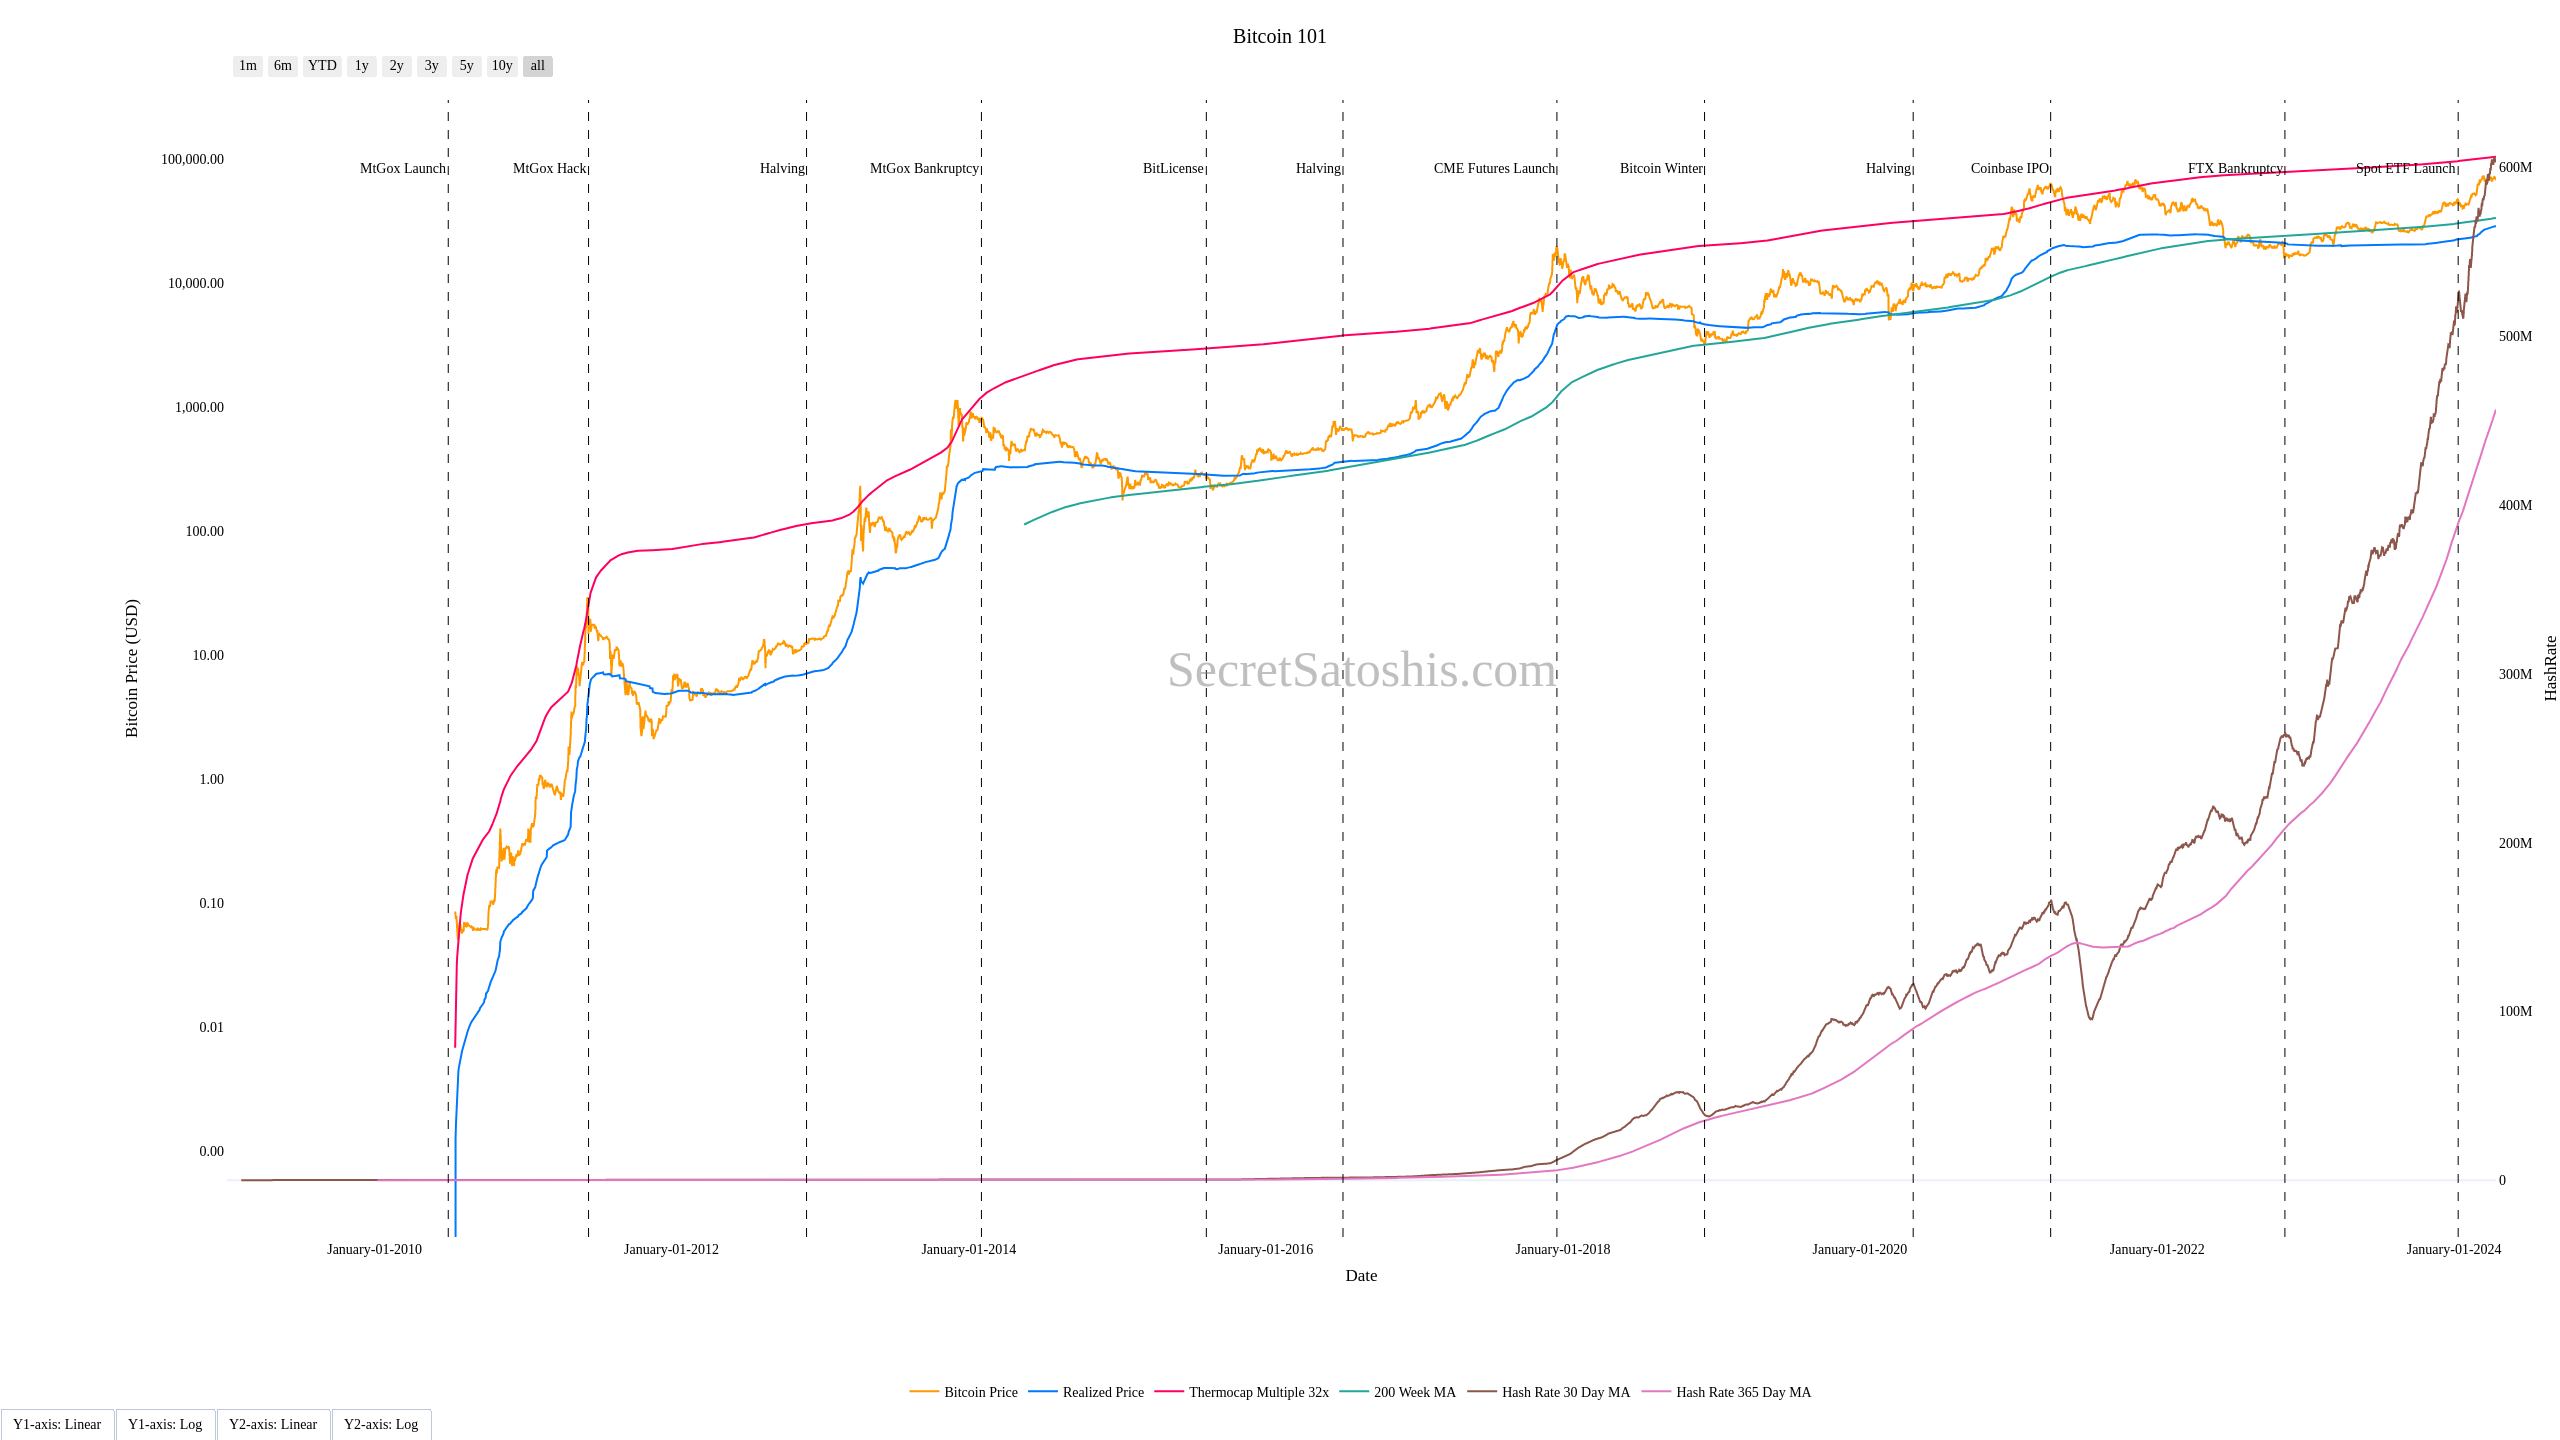 Bitcoin 101
1m 6m YTD 1y 2y 3y 5y 10y all
MtGox Launch
MtGox Hack
Halving
MtGox Bankruptcy
BitLicense
Halving
CME Futures Launch
Bitcoin Winter
Halving
Coinbase IPO
FTX Bankruptcy
Spot ETF Launch
100,000.00
10,000.00
1,000.00
100.00
10.00
1.00
0.10
0.01
0.00
Bitcoin Price (USD)
SecretSatoshis.com
600M
500M
400M
300M
200M
100M
0
HashRate
January-01-2010
January-01-2012
January-01-2014
January-01-2016
January-01-2018
January-01-2020
January-01-2022
January-01-2024
Date
Bitcoin Price
Realized Price
Thermocap Multiple 32x
200 Week MA
Hash Rate 30 Day MA
Hash Rate 365 Day MA
Y1-axis: Linear
Y1-axis: Log
Y2-axis: Linear
Y2-axis: Log